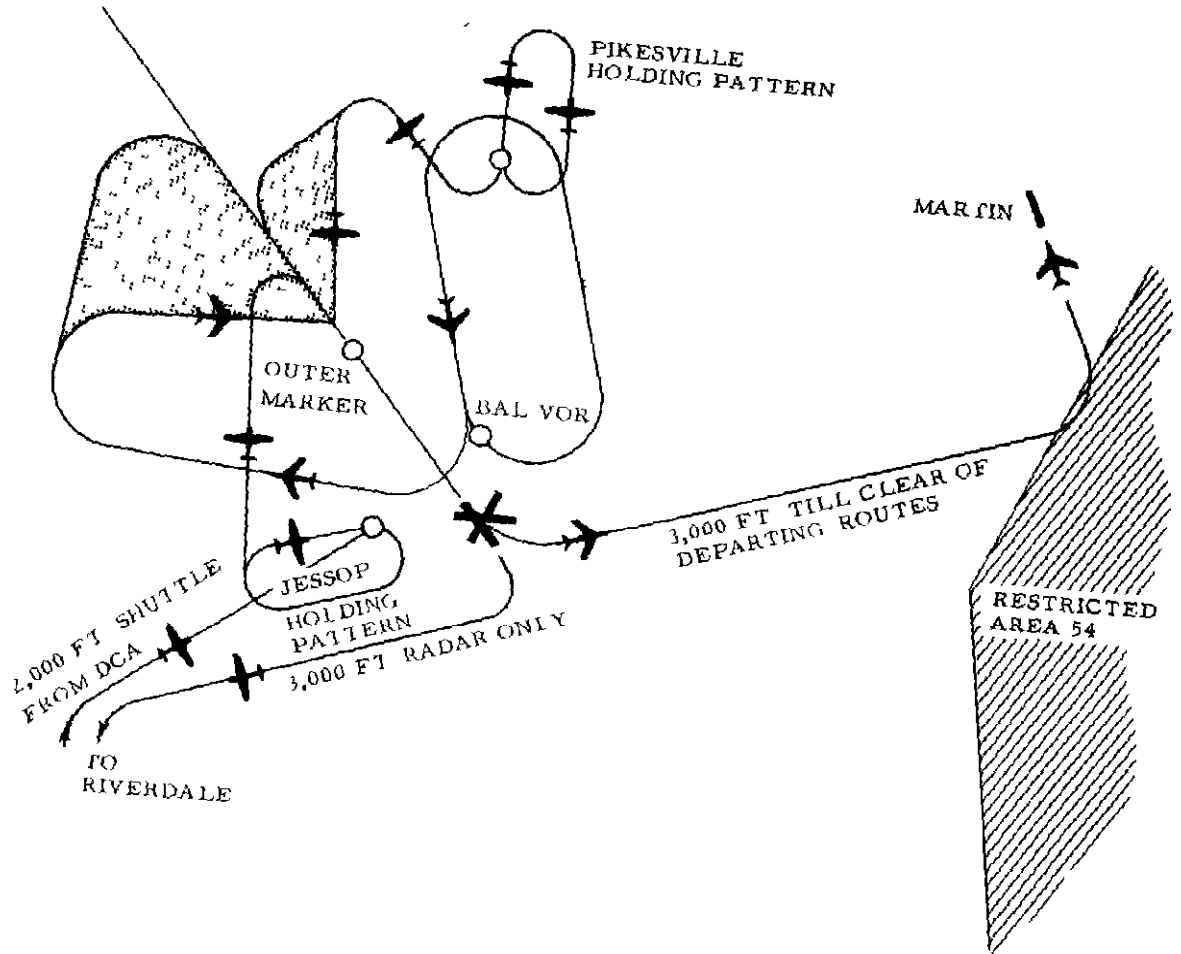 PIKESVILLE
HOLDING PATTERN
MARTIN
OUTER
MARKER
BAL VOR
3,000 FT TILL CLEAR OF
DEPARTING ROUTES
2,000 FT SHUTTLE
FROM DCA
JESSOP
HOLDING
PATTERN
3,000 FT RADAR ONLY
RESTRICTED
AREA 54
TO
RIVERDALE